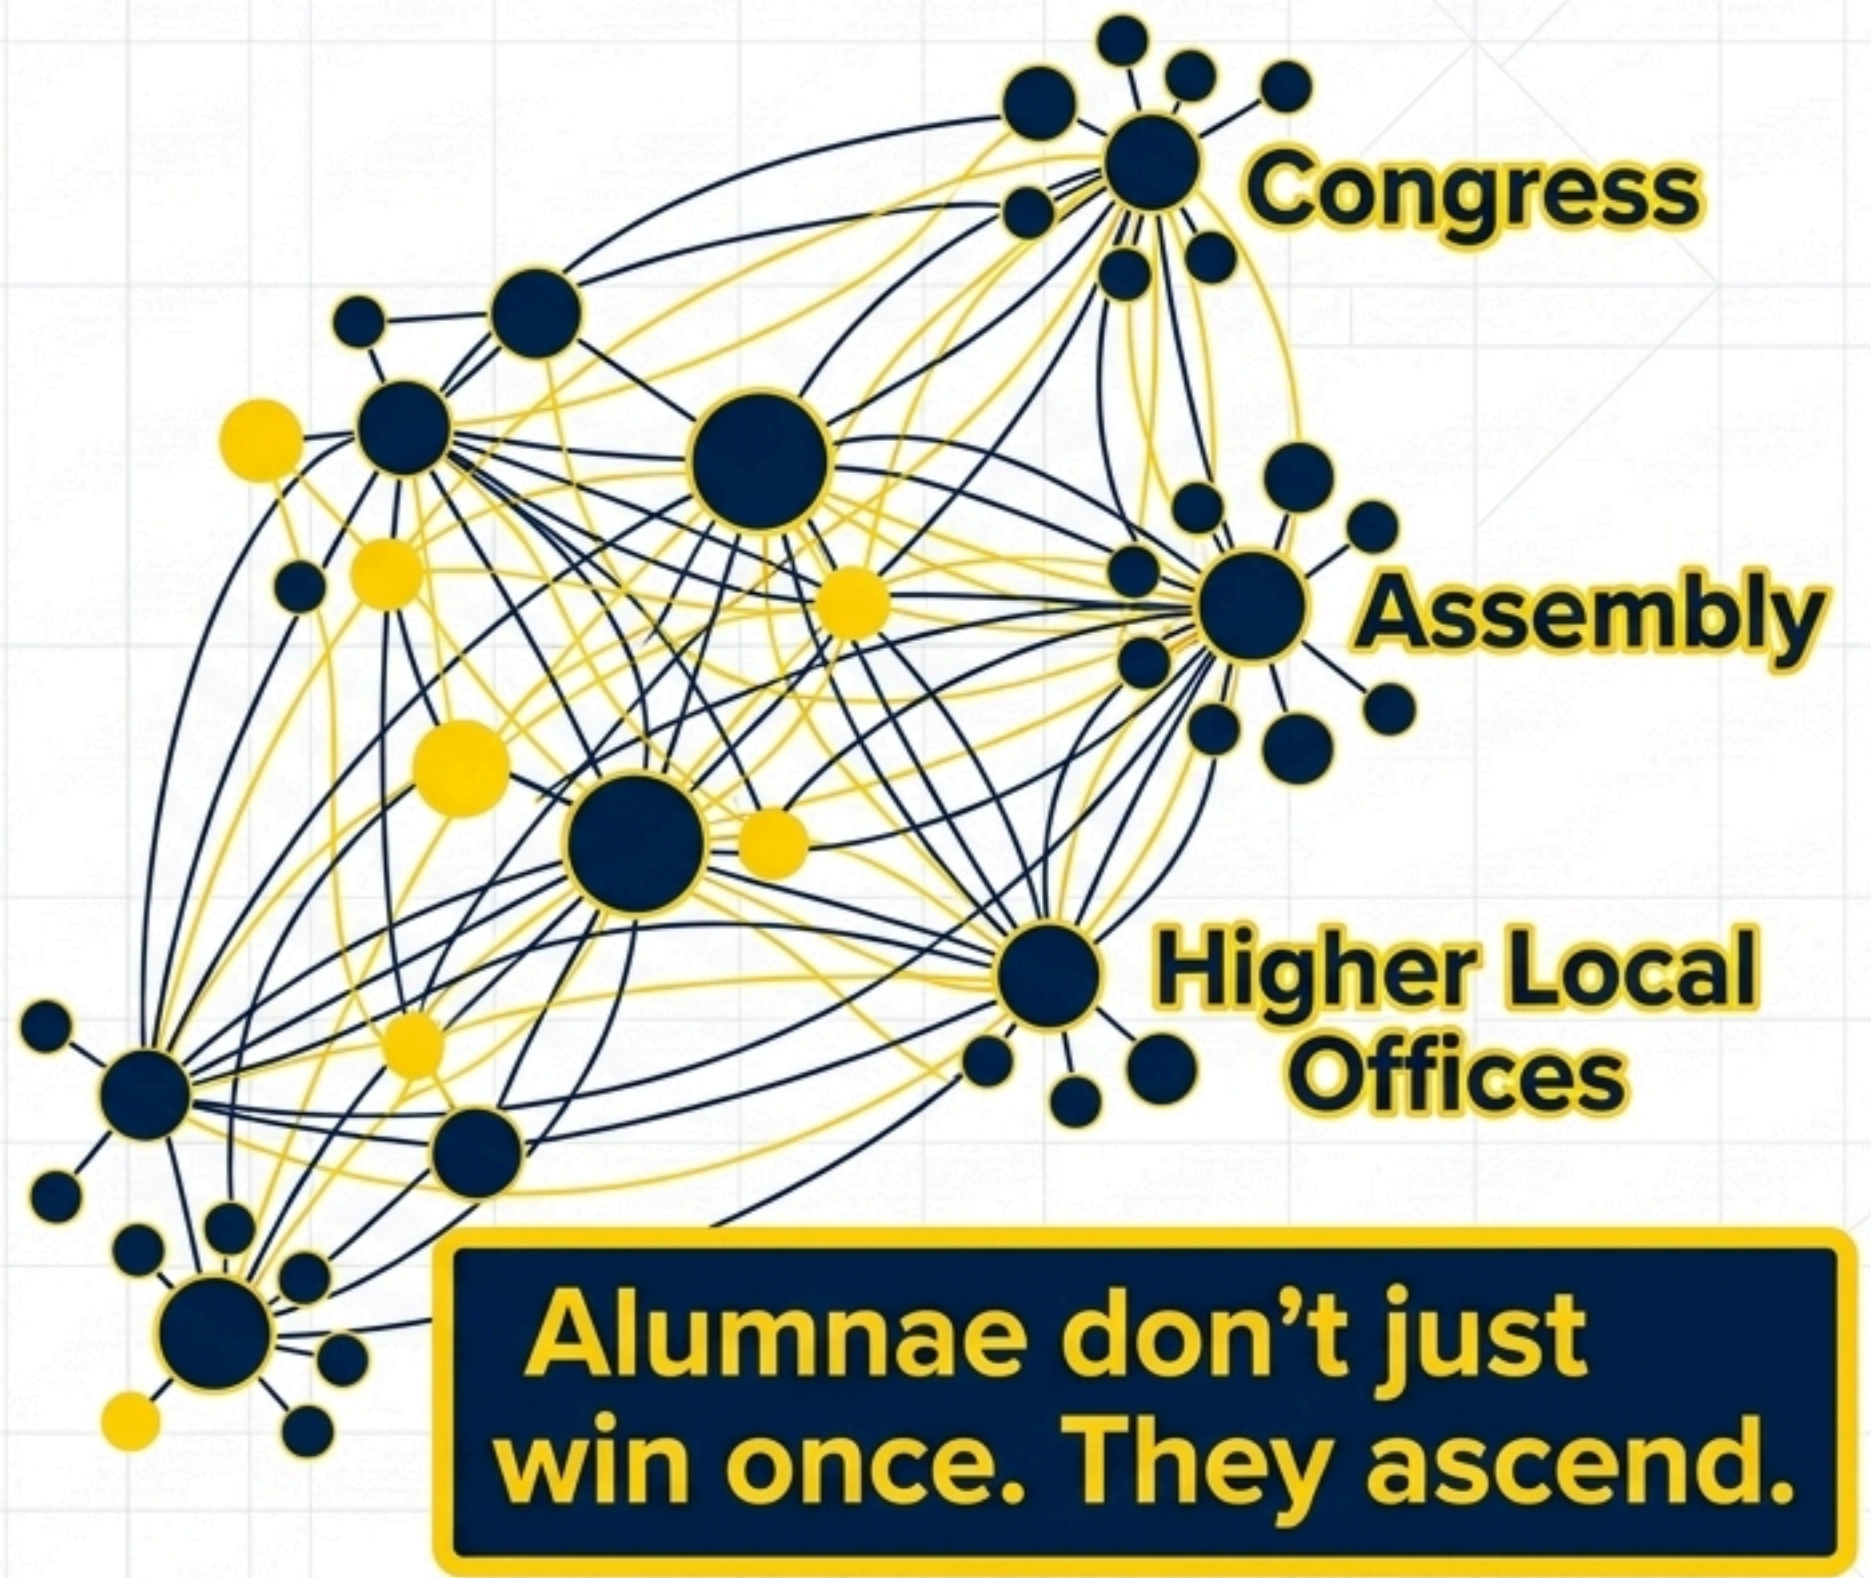 Congress
Assembly
Higher Local
Offices
Alumnae don’t just
win once. They ascend.